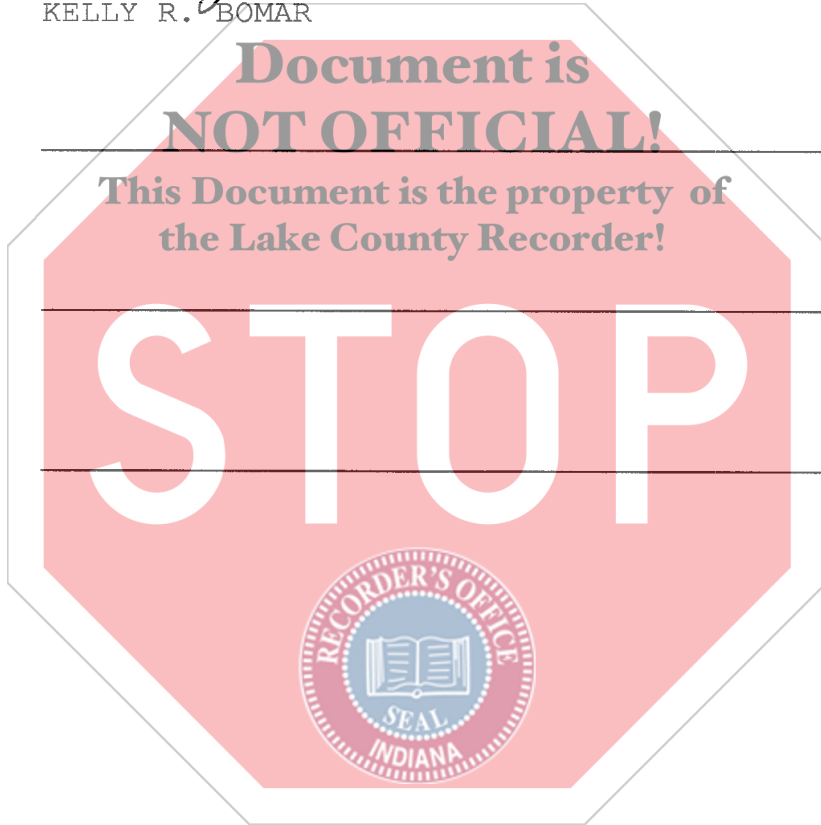 KELLY R. BOMAR
Document is
NOT OFFICIAL!
This Document is the property of
the Lake County Recorder!
STOP
RECORDER'S OFFICE
SEAL
INDIANA